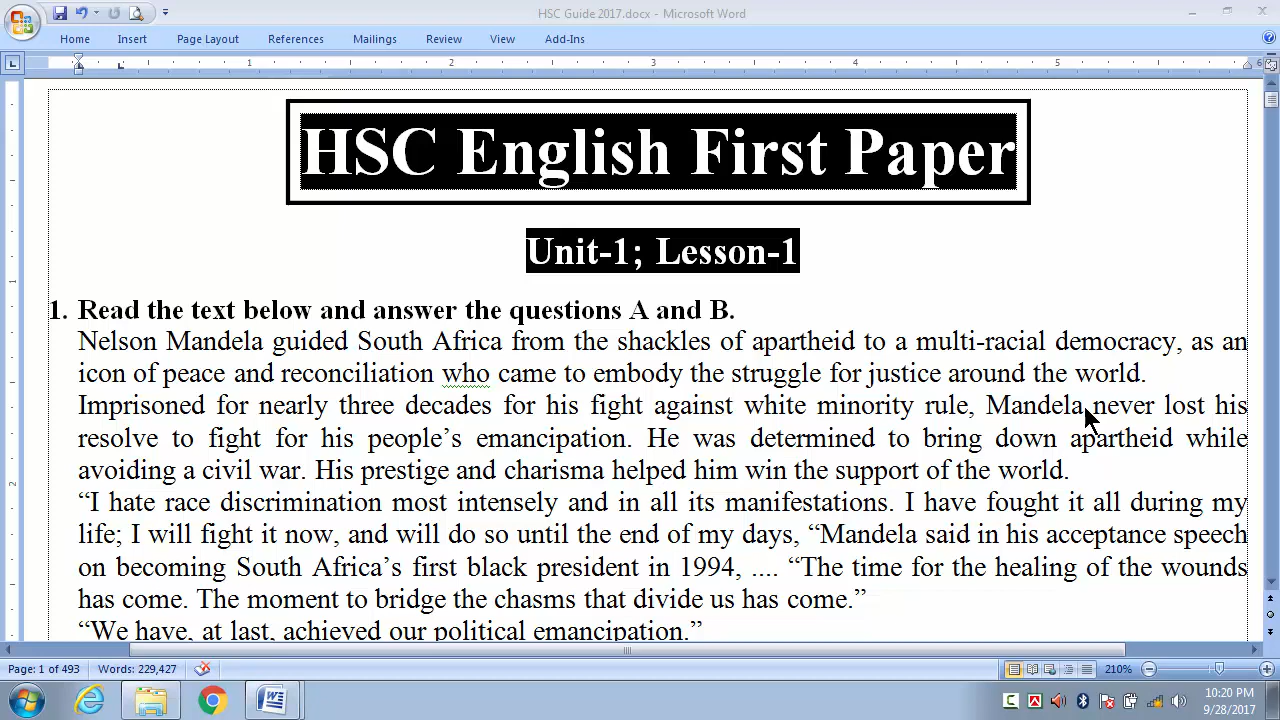 HSC Guide 2017.docx - Microsoft Word
Home Insert Page Layout References Mailings Review View Add-Ins
1 2 3 4 5 6
HSC English First Paper
Unit-1; Lesson-1
1. Read the text below and answer the questions A and B.
Nelson Mandela guided South Africa from the shackles of apartheid to a multi-racial democracy, as an
icon of peace and reconciliation who came to embody the struggle for justice around the world.
Imprisoned for nearly three decades for his fight against white minority rule, Mandela never lost his
resolve to fight for his people’s emancipation. He was determined to bring down apartheid while
avoiding a civil war. His prestige and charisma helped him win the support of the world.
“I hate race discrimination most intensely and in all its manifestations. I have fought it all during my
life; I will fight it now, and will do so until the end of my days, “Mandela said in his acceptance speech
on becoming South Africa’s first black president in 1994, .... “The time for the healing of the wounds
has come. The moment to bridge the chasms that divide us has come.”
“We have, at last, achieved our political emancipation.”
1
2
Page: 1 of 493 Words: 229,427 210%
10:20 PM
9/28/2017